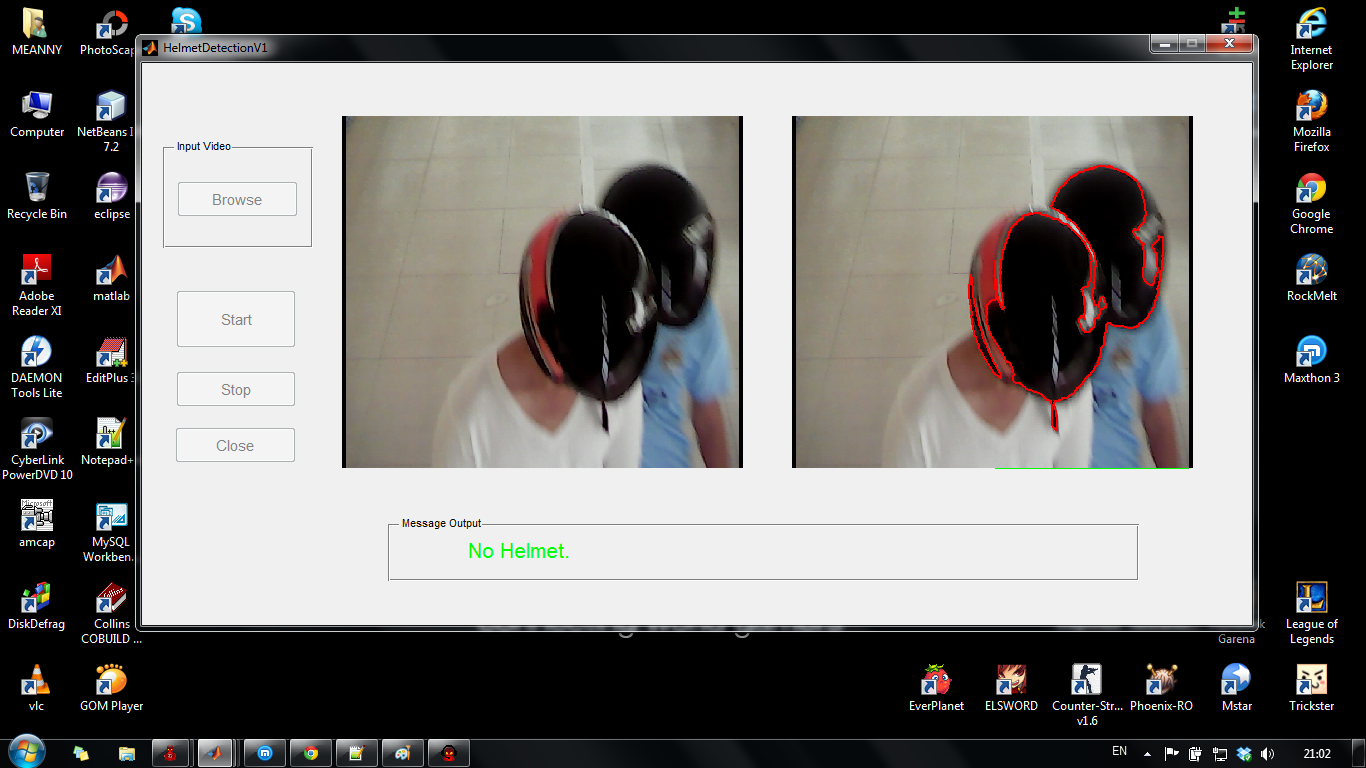 MEANNY
PhotoScap
HelmetDetectionV1
Internet
Explorer
Computer
NetBeans I
7.2
Mozilla
Firefox
Input Video
Browse
Recycle Bin
eclipse
Google
Chrome
Adobe
Reader XI
matlab
Start
RockMelt
DAEMON
Tools Lite
EditPlus 3
Stop
Maxthon 3
Close
CyberLink
PowerDVD 10
Notepad+
Message Output
No Helmet.
Microsoft
amcap
MySQL
Workben...
DiskDefrag
Collins
Collins
COBUILD ...
Garena
League of
Legends
vlc
GOM Player
EverPlanet
ELSWORD
Counter-Str...
v1.6
Phoenix-RO
Mstar
Trickster
EN
21:02